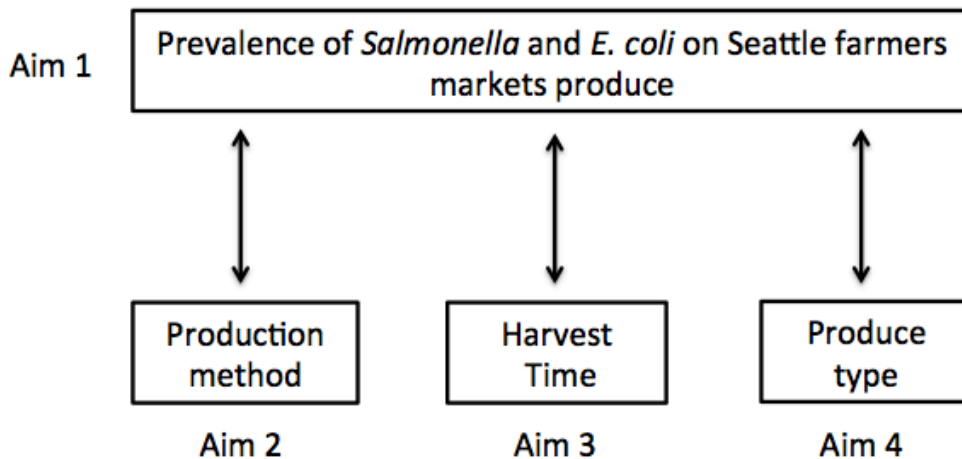 Aim 1
Prevalence of Salmonella and E. coli on Seattle farmers
markets produce
Production
method
Harvest
Time
Produce
type
Aim 2
Aim 3
Aim 4